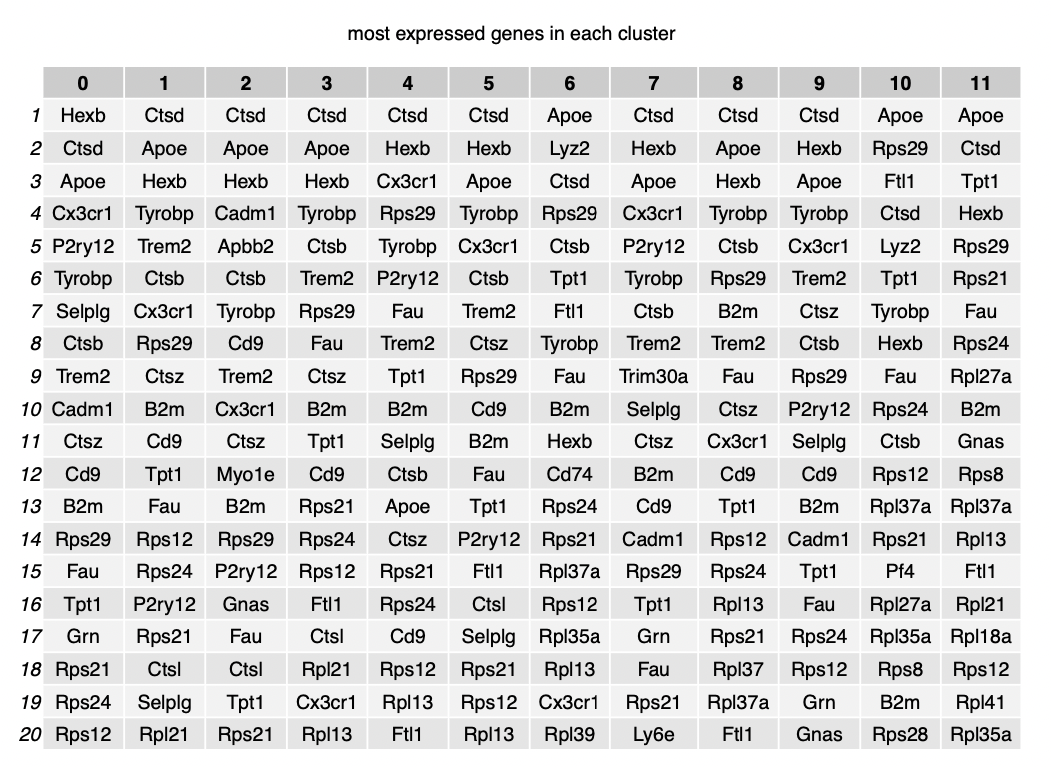 most expressed genes in each cluster
0 1 2 3 4 5 6 7 8 9 10 11
1 Hexb Ctsd Ctsd Ctsd Ctsd Ctsd Apoe Ctsd Ctsd Ctsd Apoe Apoe
2 Ctsd Apoe Apoe Apoe Hexb Hexb Lyz2 Hexb Apoe Hexb Rps29 Ctsd
3 Apoe Hexb Hexb Hexb Cx3cr1 Apoe Ctsd Apoe Hexb Apoe Ftl1 Tpt1
4 Cx3cr1 Tyrobp Cadm1 Tyrobp Rps29 Tyrobp Rps29 Cx3cr1 Tyrobp Tyrobp Ctsd Hexb
5 P2ry12 Trem2 Apbb2 Ctsb Tyrobp Cx3cr1 Ctsb P2ry12 Ctsb Cx3cr1 Lyz2 Rps29
6 Tyrobp Ctsb Ctsb Trem2 P2ry12 Ctsb Tpt1 Tyrobp Rps29 Trem2 Tpt1 Rps21
7 Selplg Cx3cr1 Tyrobp Rps29 Fau Trem2 Ftl1 Ctsb B2m Ctsz Tyrobp Fau
8 Ctsb Rps29 Cd9 Fau Trem2 Ctsz Tyrobp Trem2 Trem2 Ctsb Hexb Rps24
9 Trem2 Ctsz Trem2 Ctsz Tpt1 Rps29 Fau Trim30a Fau Rps29 Fau Rpl27a
10 Cadm1 B2m Cx3cr1 B2m B2m Cd9 B2m Selplg Ctsz P2ry12 Rps24 B2m
11 Ctsz Cd9 Ctsz Tpt1 Selplg B2m Hexb Ctsz Cx3cr1 Selplg Ctsb Gnas
12 Cd9 Tpt1 Myo1e Cd9 Ctsb Fau Cd74 B2m Cd9 Cd9 Rps12 Rps8
13 B2m Fau B2m Rps21 Apoe Tpt1 Rps24 Cd9 Tpt1 B2m Rpl37a Rpl37a
14 Rps29 Rps12 Rps29 Rps24 Ctsz P2ry12 Rps21 Cadm1 Rps12 Cadm1 Rps21 Rpl13
15 Fau Rps24 P2ry12 Rps12 Rps21 Ftl1 Rpl37a Rps29 Rps24 Tpt1 Pf4 Ftl1
16 Tpt1 P2ry12 Gnas Ftl1 Rps24 Ctsl Rps12 Tpt1 Rpl13 Fau Rpl27a Rpl21
17 Grn Rps21 Fau Ctsl Cd9 Selplg Rpl35a Grn Rps21 Rps24 Rpl35a Rpl18a
18 Rps21 Ctsl Ctsl Rpl21 Rps12 Rps21 Rpl13 Fau Rpl37 Rps12 Rps8 Rps12
19 Rps24 Selplg Tpt1 Cx3cr1 Rpl13 Rps12 Cx3cr1 Rps21 Rpl37a Grn B2m Rpl41
20 Rps12 Rpl21 Rps21 Rpl13 Ftl1 Rpl13 Rpl39 Ly6e Ftl1 Gnas Rps28 Rpl35a